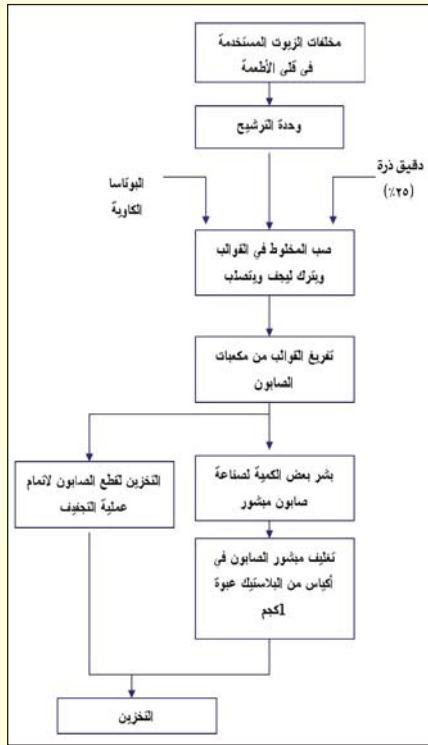 مخلفات الزيوت المستخدمة
فى قلى الأطعمة
وحدة الترشيح
دقيق ذرة
(٢٥٪)
البوتاسا
الكاوية
صب المخلوط في القوالب
ويترك ليجف ويتصلب
تفريغ القوالب من مكعبات
الصابون
بشر بعض الكمية لصناعة
صابون مبشور
التخزين لقطع الصابون لاتمام
عملية التجفيف
تغليف مبشور الصابون في
أكياس من البلاستيك عبوة
1كجم
التخزين